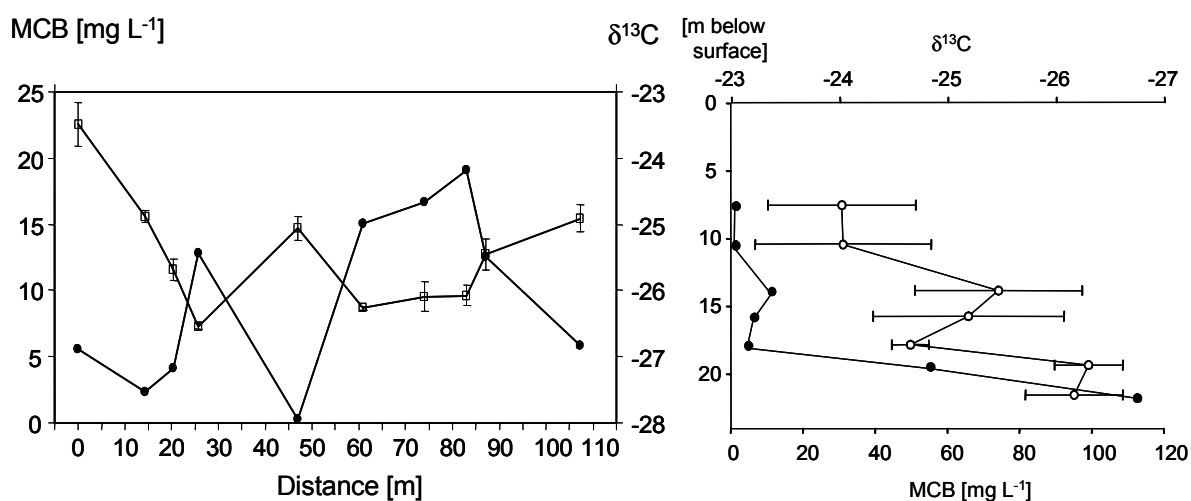 MCB [mg L⁻¹]
δ¹³C
25
20
15
10
5
0
-23
-24
-25
-26
-27
-28
0 10 20 30 40 50 60 70 80 90 100 110
Distance [m]
[m below
surface]
δ¹³C
-23 -24 -25 -26 -27
0
5
10
15
20
0 20 40 60 80 100 120
MCB [mg L⁻¹]